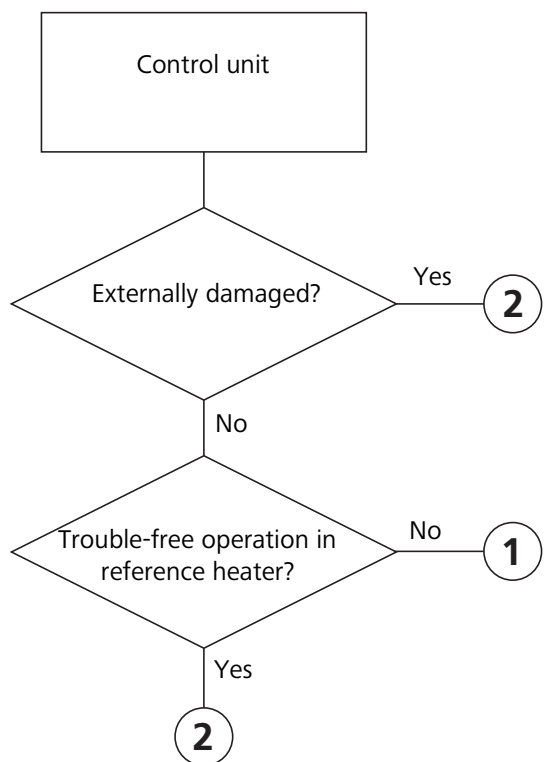 Control unit
Externally damaged?
Yes
2
No
Trouble-free operation in
reference heater?
No
1
Yes
2